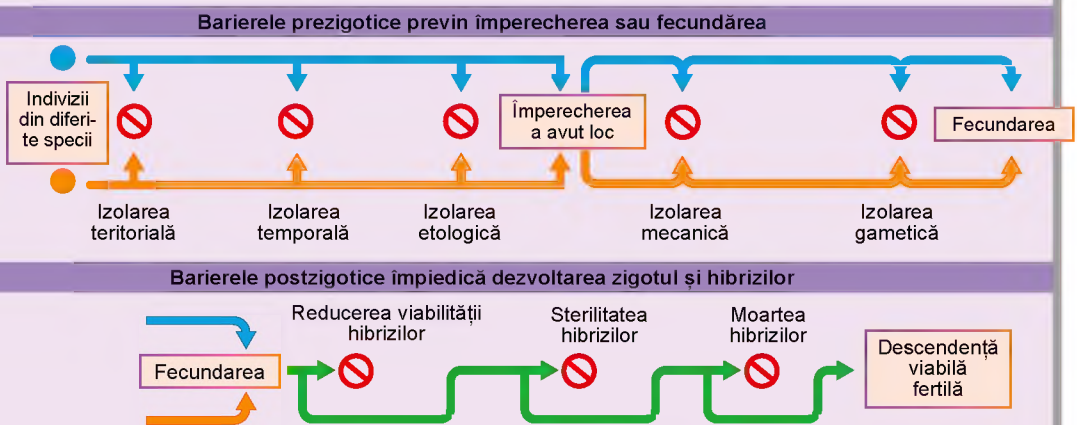 Barierele prezigotice previn împerecherea sau fecundărea
Indivizii
din diferi-
te specii
Împerecherea
a avut loc
Fecundarea
Izolarea
teritorială
Izolarea
temporală
Izolarea
etologică
Izolarea
mecanică
Izolarea
gametică
Barierele postzigotice împiedică dezvoltarea zigotul și hibrizilor
Fecundarea
Reducerea viabilității
hibrizilor
Sterilitatea
hibrizilor
Moartea
hibrizilor
Descendență
viabilă
fertilă